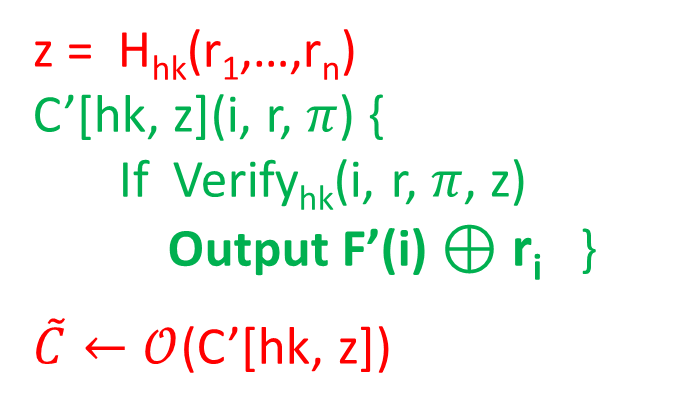 z = H_hk(r_1,…,r_n)
C’[hk, z](i, r, 𝜋) {
If Verify_hk(i, r, 𝜋, z)
Output F’(i) ⊕ r_i }
C̃ ← 𝒪(C’[hk, z])